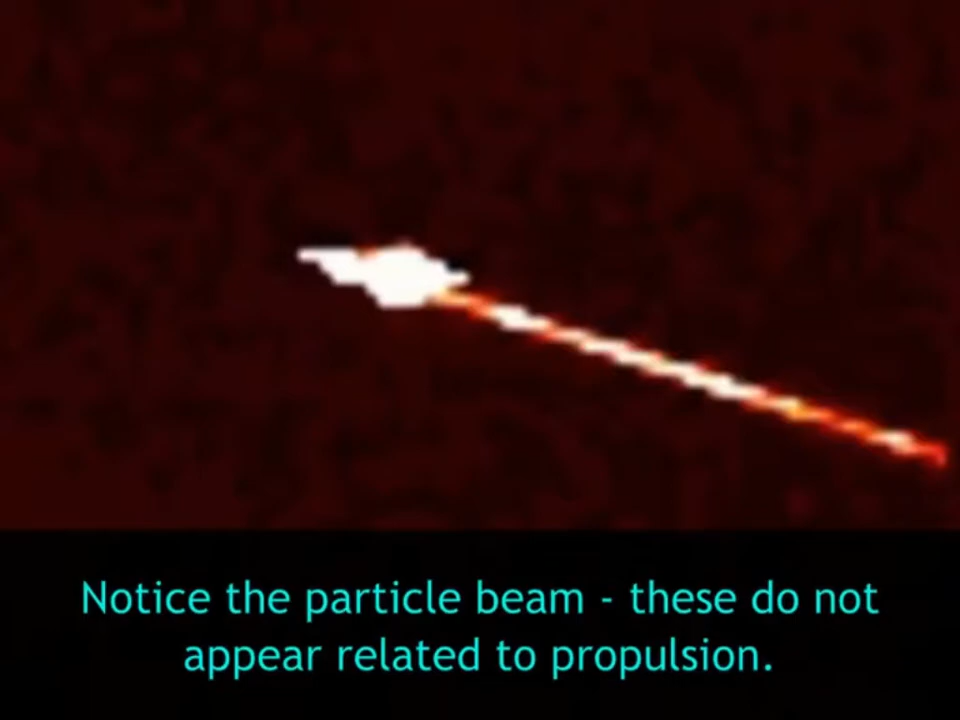 Notice the particle beam - these do not
appear related to propulsion.